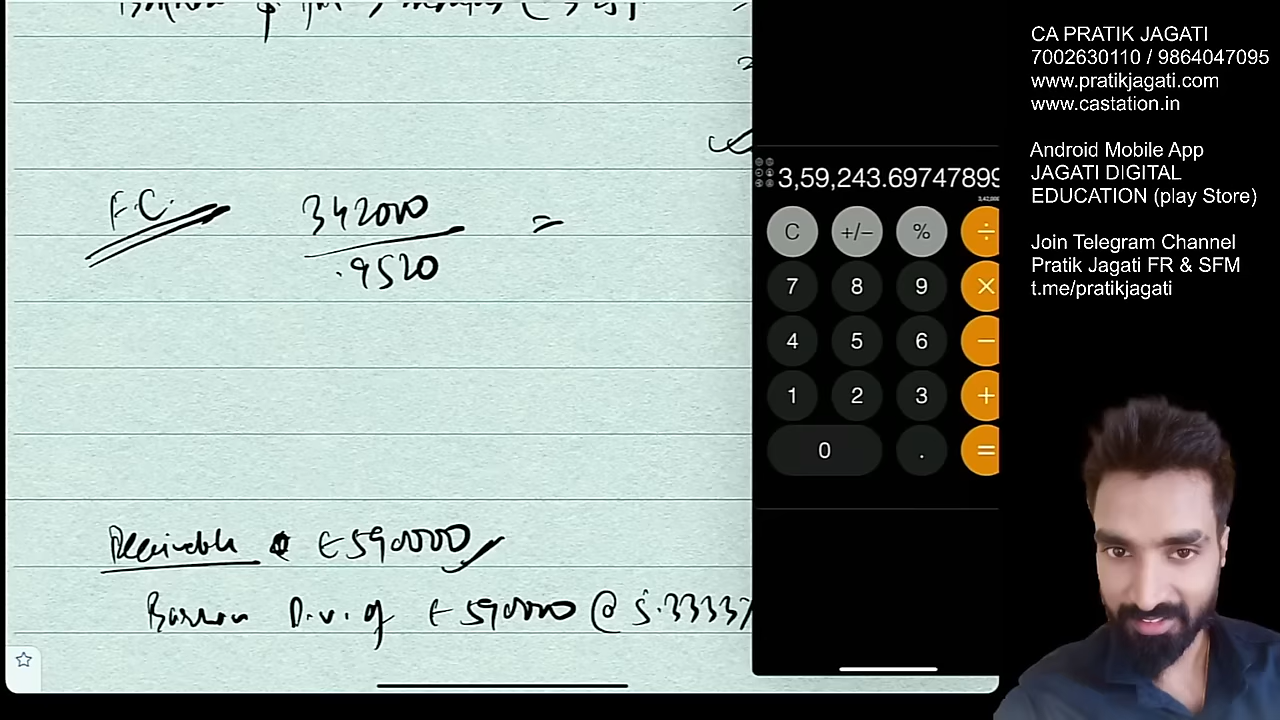 CA PRATIK JAGATI
7002630110 / 9864047095
www.pratikjagati.com
www.castation.in
Android Mobile App
JAGATI DIGITAL
EDUCATION (play Store)
Join Telegram Channel
Pratik Jagati FR & SFM
t.me/pratikjagati
3,59,243.69747899
C +/− % ÷
7 8 9 ×
4 5 6 −
1 2 3 +
0 . =
F.C. 342000 =
.9520
Receivable € 590000
P.V. of € 590000 @ 5.3333%